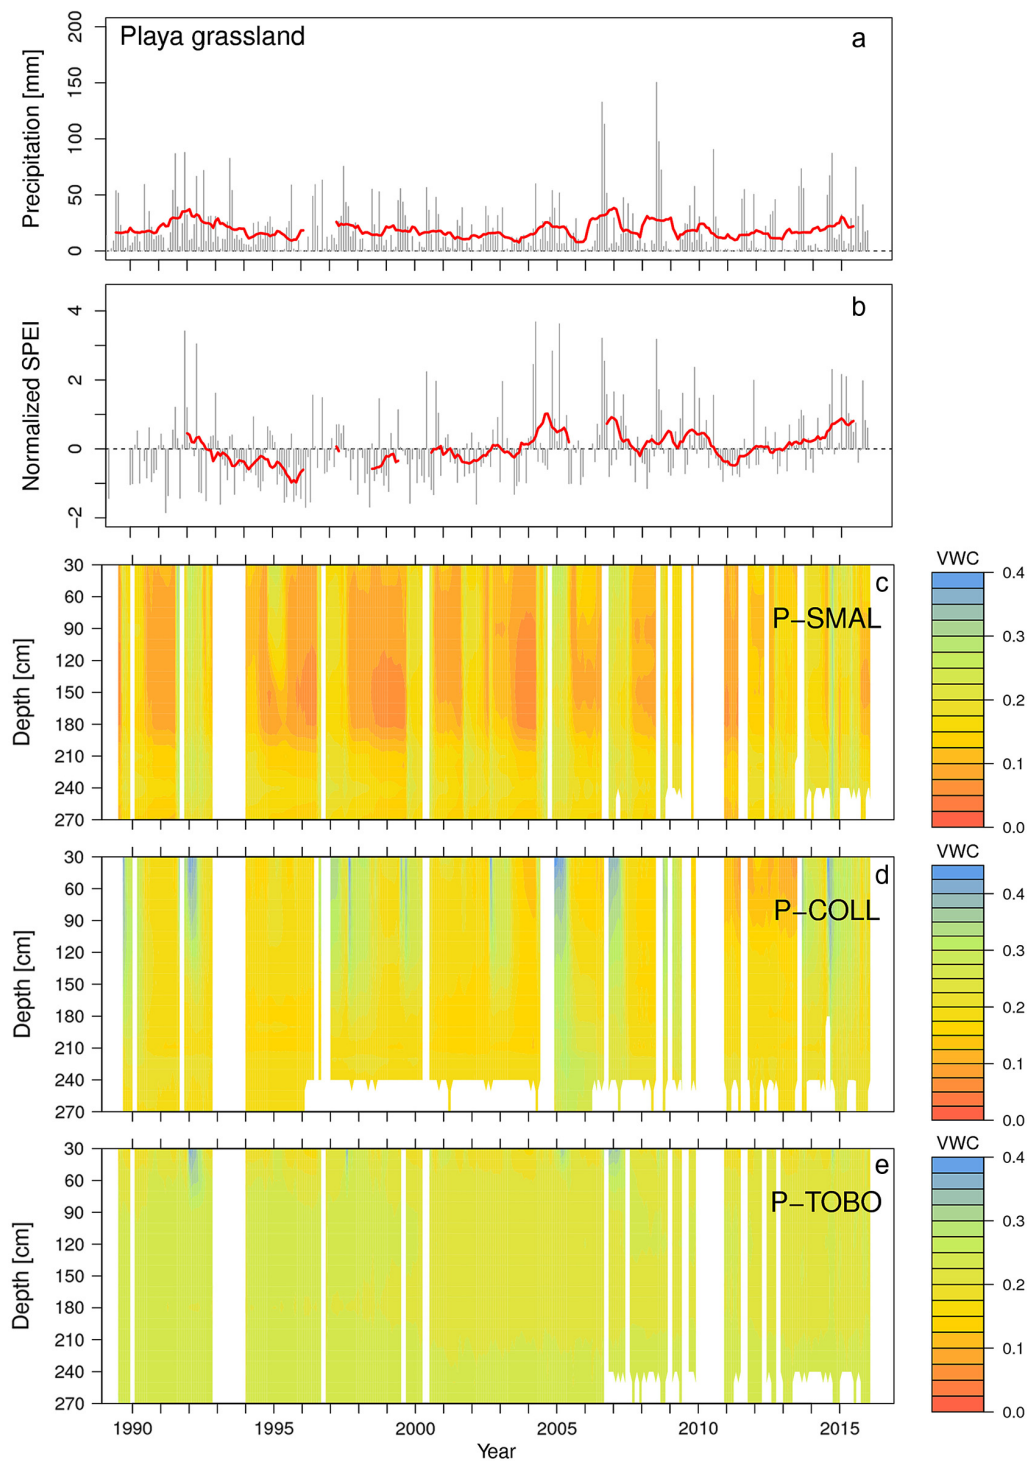 Playa grassland
a
Precipitation [mm]
200
150
100
50
0
b
Normalized SPEI
4
2
0
−2
c
P−SMAL
Depth [cm]
30
60
90
120
150
180
210
240
270
VWC
0.4
0.3
0.2
0.1
0.0
d
P−COLL
Depth [cm]
30
60
90
120
150
180
210
240
270
VWC
0.4
0.3
0.2
0.1
0.0
e
P−TOBO
Depth [cm]
30
60
90
120
150
180
210
240
270
VWC
0.4
0.3
0.2
0.1
0.0
1990 1995 2000 2005 2010 2015
Year